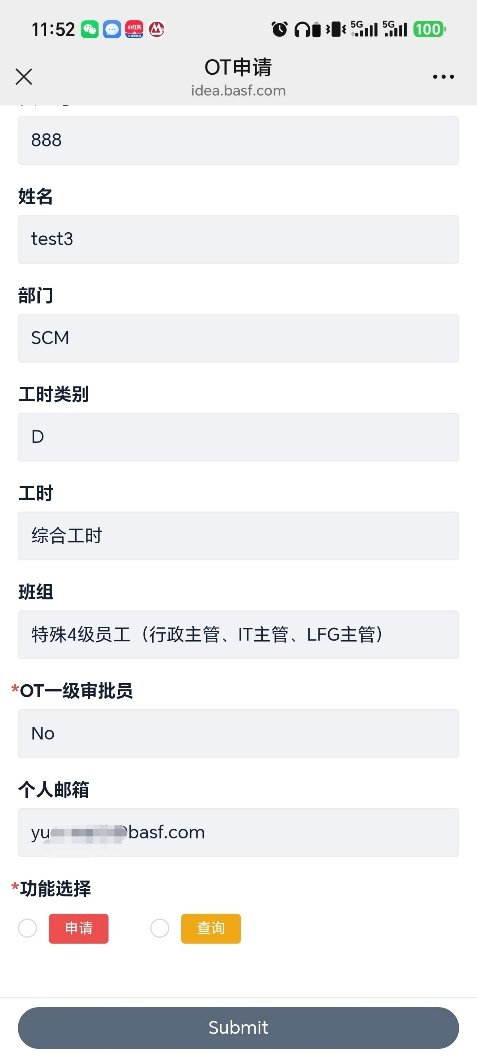 11:52
5G
5G
100
OT申请
idea.basf.com
888
姓名
test3
部门
SCM
工时类别
D
工时
综合工时
班组
特殊4级员工（行政主管、IT主管、LFG主管）
*OT一级审批员
No
个人邮箱
yu
@basf.com
*功能选择
申请
查询
Submit